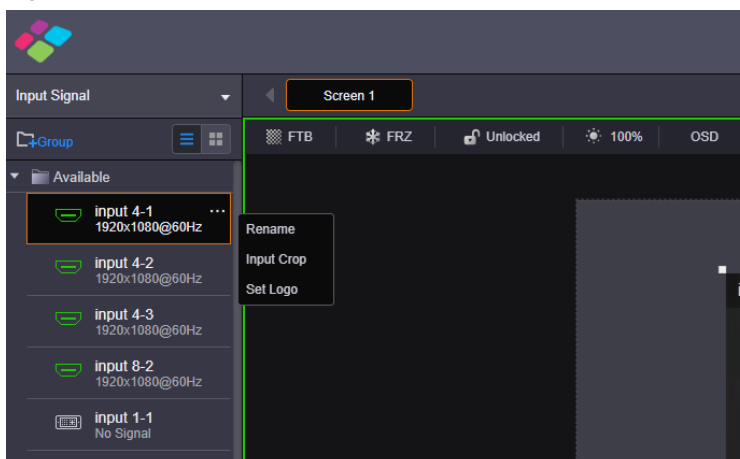 Input Signal
Screen 1
Group
FTB
FRZ
Unlocked
100%
OSD
Available
input 4-1
1920x1080@60Hz
Rename
Input Crop
Set Logo
input 4-2
1920x1080@60Hz
input 4-3
1920x1080@60Hz
input 8-2
1920x1080@60Hz
input 1-1
No Signal